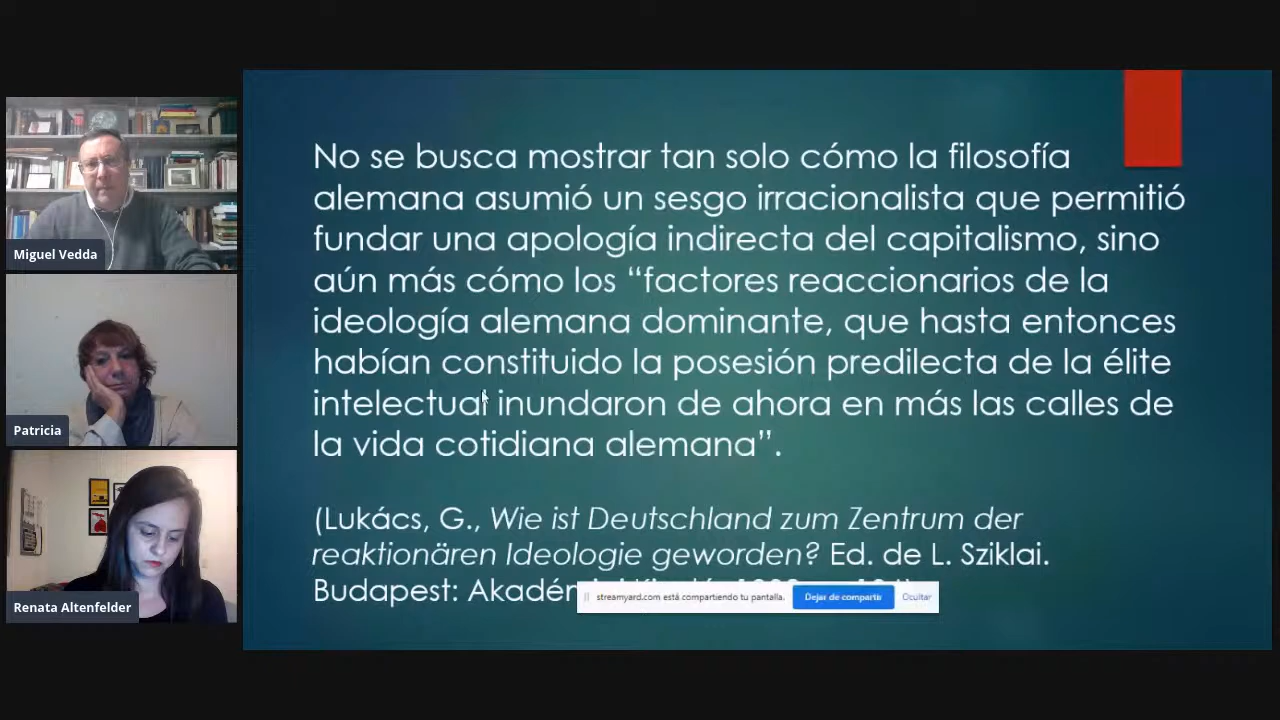 Miguel Vedda
Patricia
Renata Altenfelder
No se busca mostrar tan solo cómo la filosofía
alemana asumió un sesgo irracionalista que permitió
fundar una apología indirecta del capitalismo, sino
aún más cómo los “factores reaccionarios de la
ideología alemana dominante, que hasta entonces
habían constituido la posesión predilecta de la élite
intelectual inundaron de ahora en más las calles de
la vida cotidiana alemana”.
(Lukács, G., Wie ist Deutschland zum Zentrum der
reaktionären Ideologie geworden? Ed. de L. Sziklai.
Budapest:
streamyard.com está compartiendo tu pantalla. Dejar de compartir Ocultar